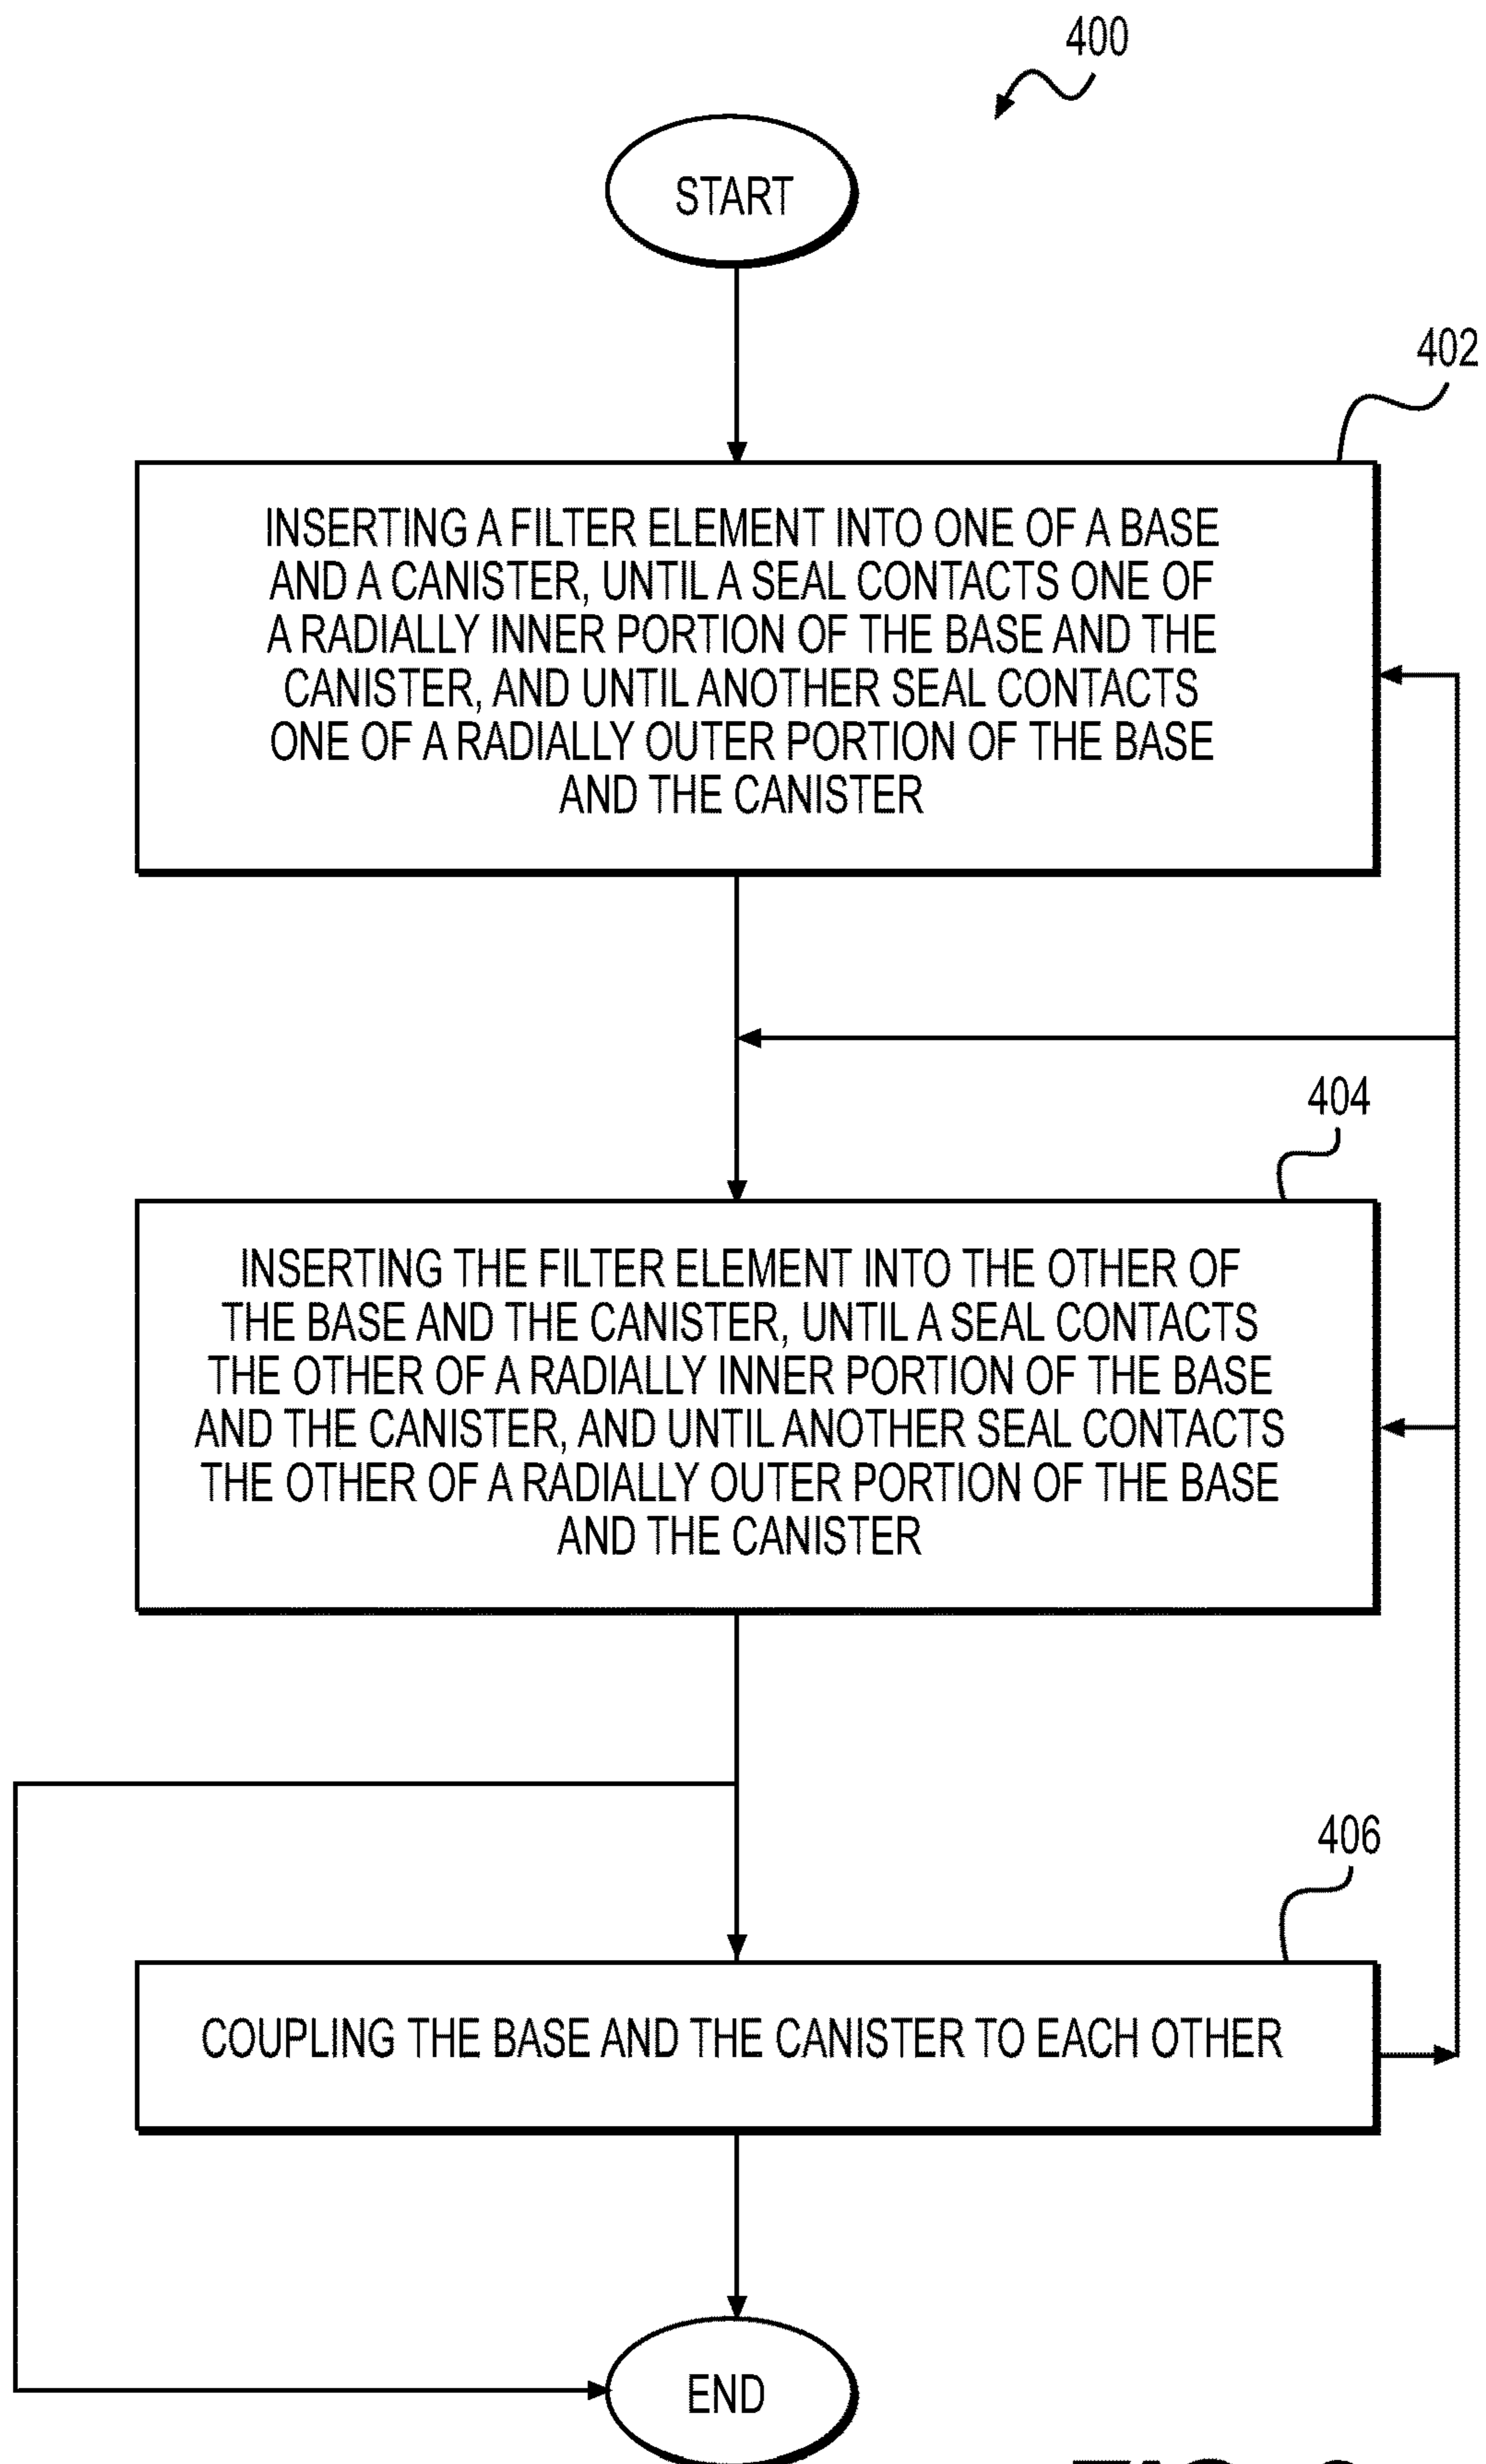 400
START
402
INSERTING A FILTER ELEMENT INTO ONE OF A BASE
AND A CANISTER, UNTIL A SEAL CONTACTS ONE OF
A RADIALLY INNER PORTION OF THE BASE AND THE
CANISTER, AND UNTIL ANOTHER SEAL CONTACTS
ONE OF A RADIALLY OUTER PORTION OF THE BASE
AND THE CANISTER
404
INSERTING THE FILTER ELEMENT INTO THE OTHER OF
THE BASE AND THE CANISTER, UNTIL A SEAL CONTACTS
THE OTHER OF A RADIALLY INNER PORTION OF THE BASE
AND THE CANISTER, AND UNTIL ANOTHER SEAL CONTACTS
THE OTHER OF A RADIALLY OUTER PORTION OF THE BASE
AND THE CANISTER
406
COUPLING THE BASE AND THE CANISTER TO EACH OTHER
END